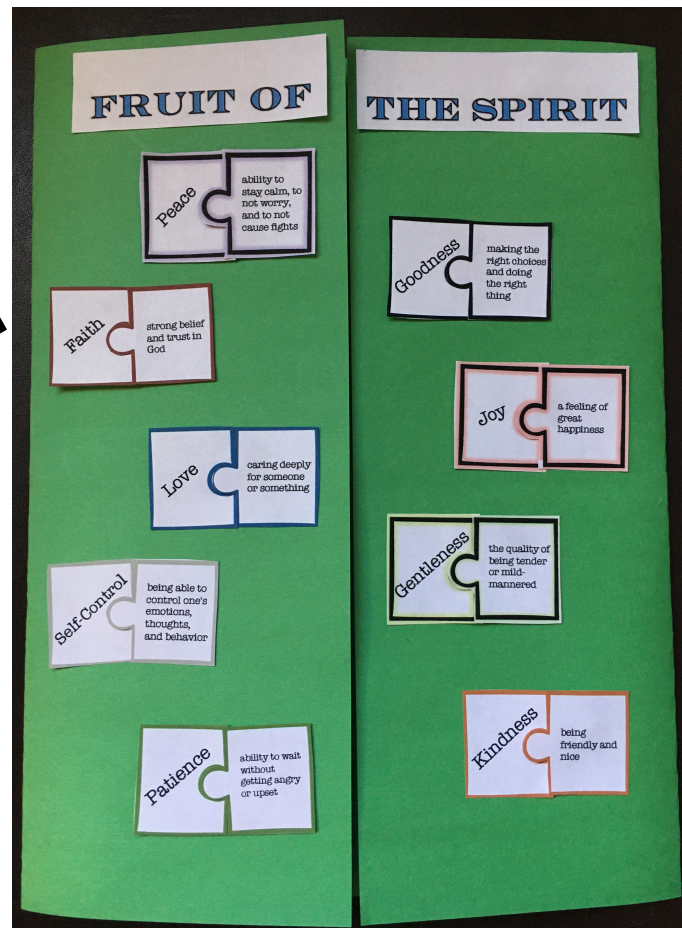 FRUIT OF
Peace
ability to
stay calm, to
not worry,
and to not
cause fights
Faith
strong belief
and trust in
God
Love
caring deeply
for someone
or something
Self-Control
being able to
control one's
emotions,
thoughts,
and behavior
Patience
ability to wait
without
getting angry
or upset
THE SPIRIT
Goodness
making the
right choices
and doing
the right
thing
Joy
a feeling of
great
happiness
Gentleness
the quality of
being tender
or mild-
mannered
Kindness
being
friendly and
nice